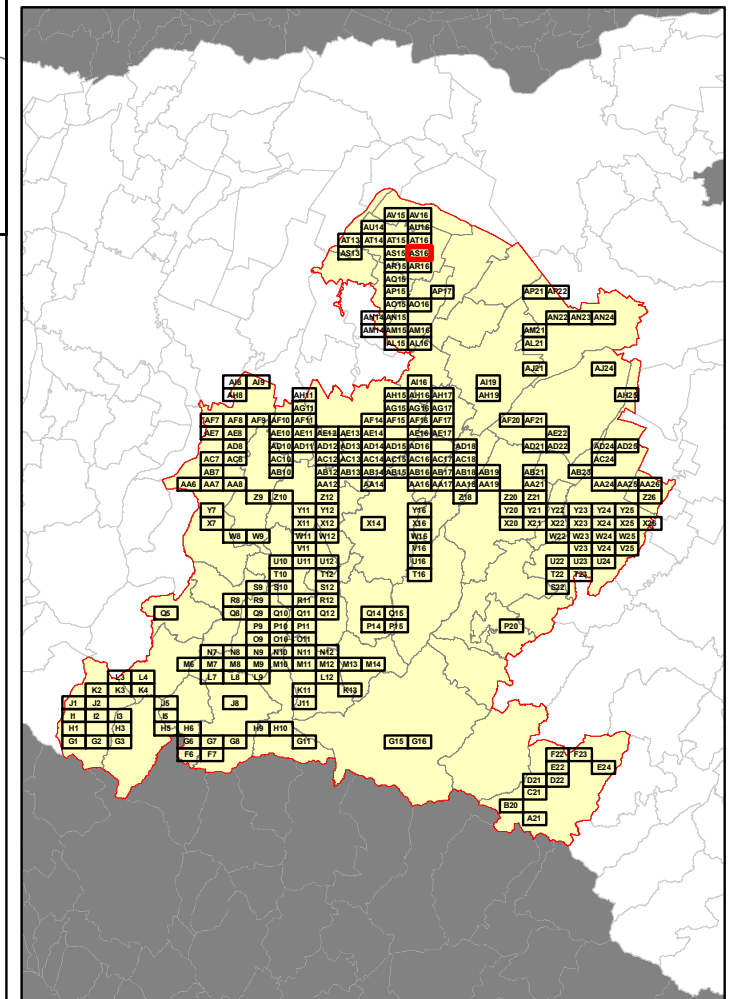 AV15 AV16
AU14 AU16
AT13 AT14 AT15 AT16
AS13 AS15 AS16
AR15 AR16
AQ15
AP15 AP17 AP21 AP22
AO15 AO16
AN14 AN15 AN22 AN23 AN24
AM14 AM15 AM16 AM21
AL15 AL16 AL21
AJ21 AJ24
AI8 AI9 AI16 AI19
AH8 AH11 AH15 AH16 AH17 AH19 AH25
AG11 AG15 AG16 AG17
AF7 AF8 AF9 AF10 AF11 AF14 AF15 AF16 AF17 AF20 AF21
AE7 AE8 AE10 AE11 AE12 AE13 AE14 AE16 AE17 AE22
AD8 AD10 AD11 AD12 AD13 AD14 AD15 AD16 AD18 AD21 AD22 AD24 AD25
AC7 AC8 AC10 AC12 AC13 AC14 AC15 AC16 AC17 AC18 AC24
AB7 AB10 AB12 AB13 AB14 AB15 AB16 AB17 AB18 AB19 AB21 AB23
AA6 AA7 AA8 AA12 AA14 AA16 AA17 AA18 AA19 AA21 AA24 AA25 AA26
Z9 Z10 Z12 Z18 Z20 Z21 Z26
Y7 Y11 Y12 Y16 Y20 Y21 Y22 Y23 Y24 Y25
X7 X11 X12 X14 X16 X20 X21 X22 X23 X24 X25 X26
W8 W9 W11 W12 W16 W22 W23 W24 W25
V11 V16 V23 V24 V25
U10 U11 U12 U16 U22 U23 U24
T10 T12 T16 T22 T23
S9 S10 S12 S22
R8 R9 R11 R12
Q5 Q8 Q9 Q10 Q11 Q12 Q14 Q15
P9 P10 P11 P14 P15 P20
O9 O10 O11
N7 N8 N9 N10 N11 N12
M6 M7 M8 M9 M10 M11 M12 M13 M14
L3 L4 L7 L8 L9 L12
K2 K3 K4 K11 K13
J1 J2 J5 J8 J11
I1 I2 I3 I5
H1 H3 H5 H6 H9 H10
G1 G2 G3 G6 G7 G8 G11 G15 G16
F6 F7 F22 F23
E22 E24
D21 D22
C21
B20
A21